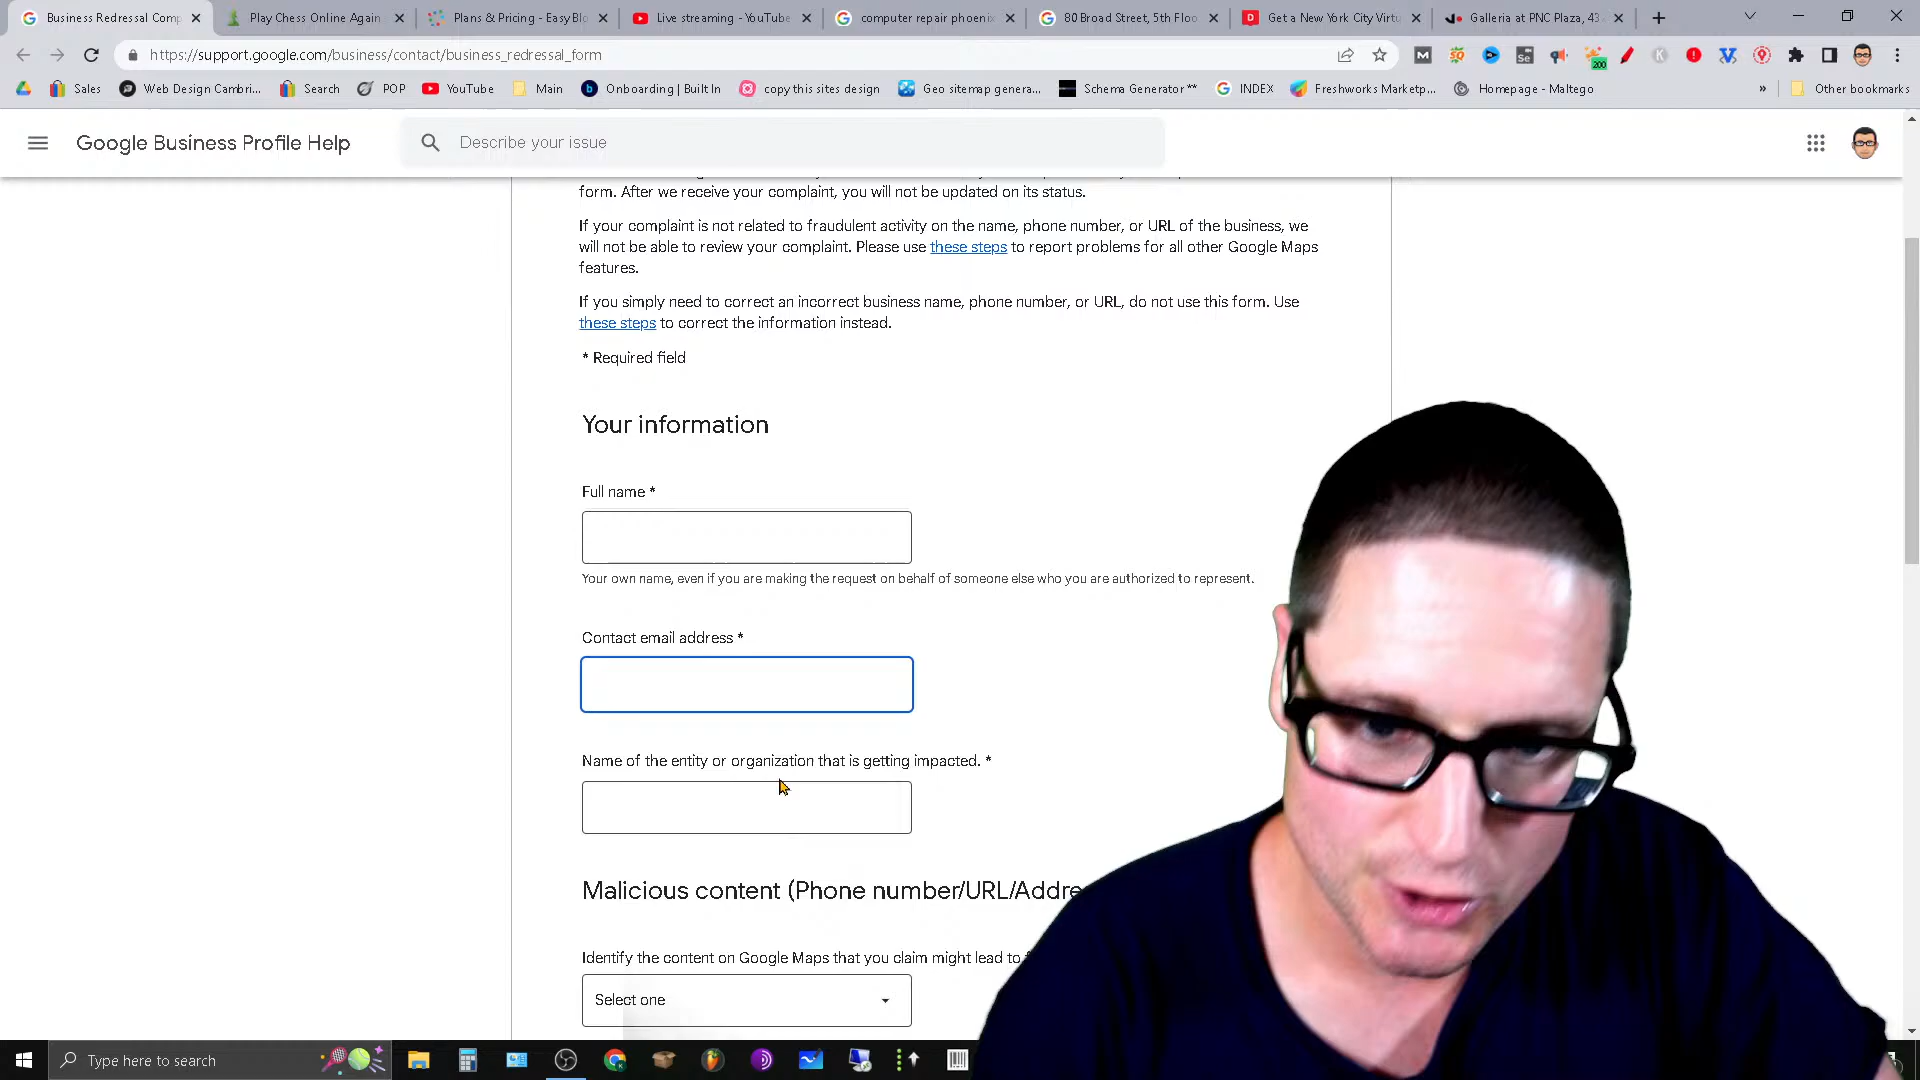 Business Redressal Comp
Play Chess Online Again
Plans & Pricing - EasyBlo
Live streaming - YouTube
computer repair phoenix
80 Broad Street, 5th Floo
Get a New York City Virtu
Galleria at PNC Plaza, 43
https://support.google.com/business/contact/business_redressal_form
200
Sales
Web Design Cambri...
Search
POP
YouTube
Main
Onboarding | Built In
copy this sites design
Geo sitemap genera...
Schema Generator **
INDEX
Freshworks Marketp...
Homepage - Maltego
»
Other bookmarks
Google Business Profile Help
Describe your issue
form. After we receive your complaint, you will not be updated on its status.
If your complaint is not related to fraudulent activity on the name, phone number, or URL of the business, we
will not be able to review your complaint. Please use these steps to report problems for all other Google Maps
features.
If you simply need to correct an incorrect business name, phone number, or URL, do not use this form. Use
these steps to correct the information instead.
* Required field
Your information
Full name *
Your own name, even if you are making the request on behalf of someone else who you are authorized to represent.
Contact email address *
Name of the entity or organization that is getting impacted. *
Malicious content (Phone number/URL/Addre
Identify the content on Google Maps that you claim might lead to
Select one
Type here to search